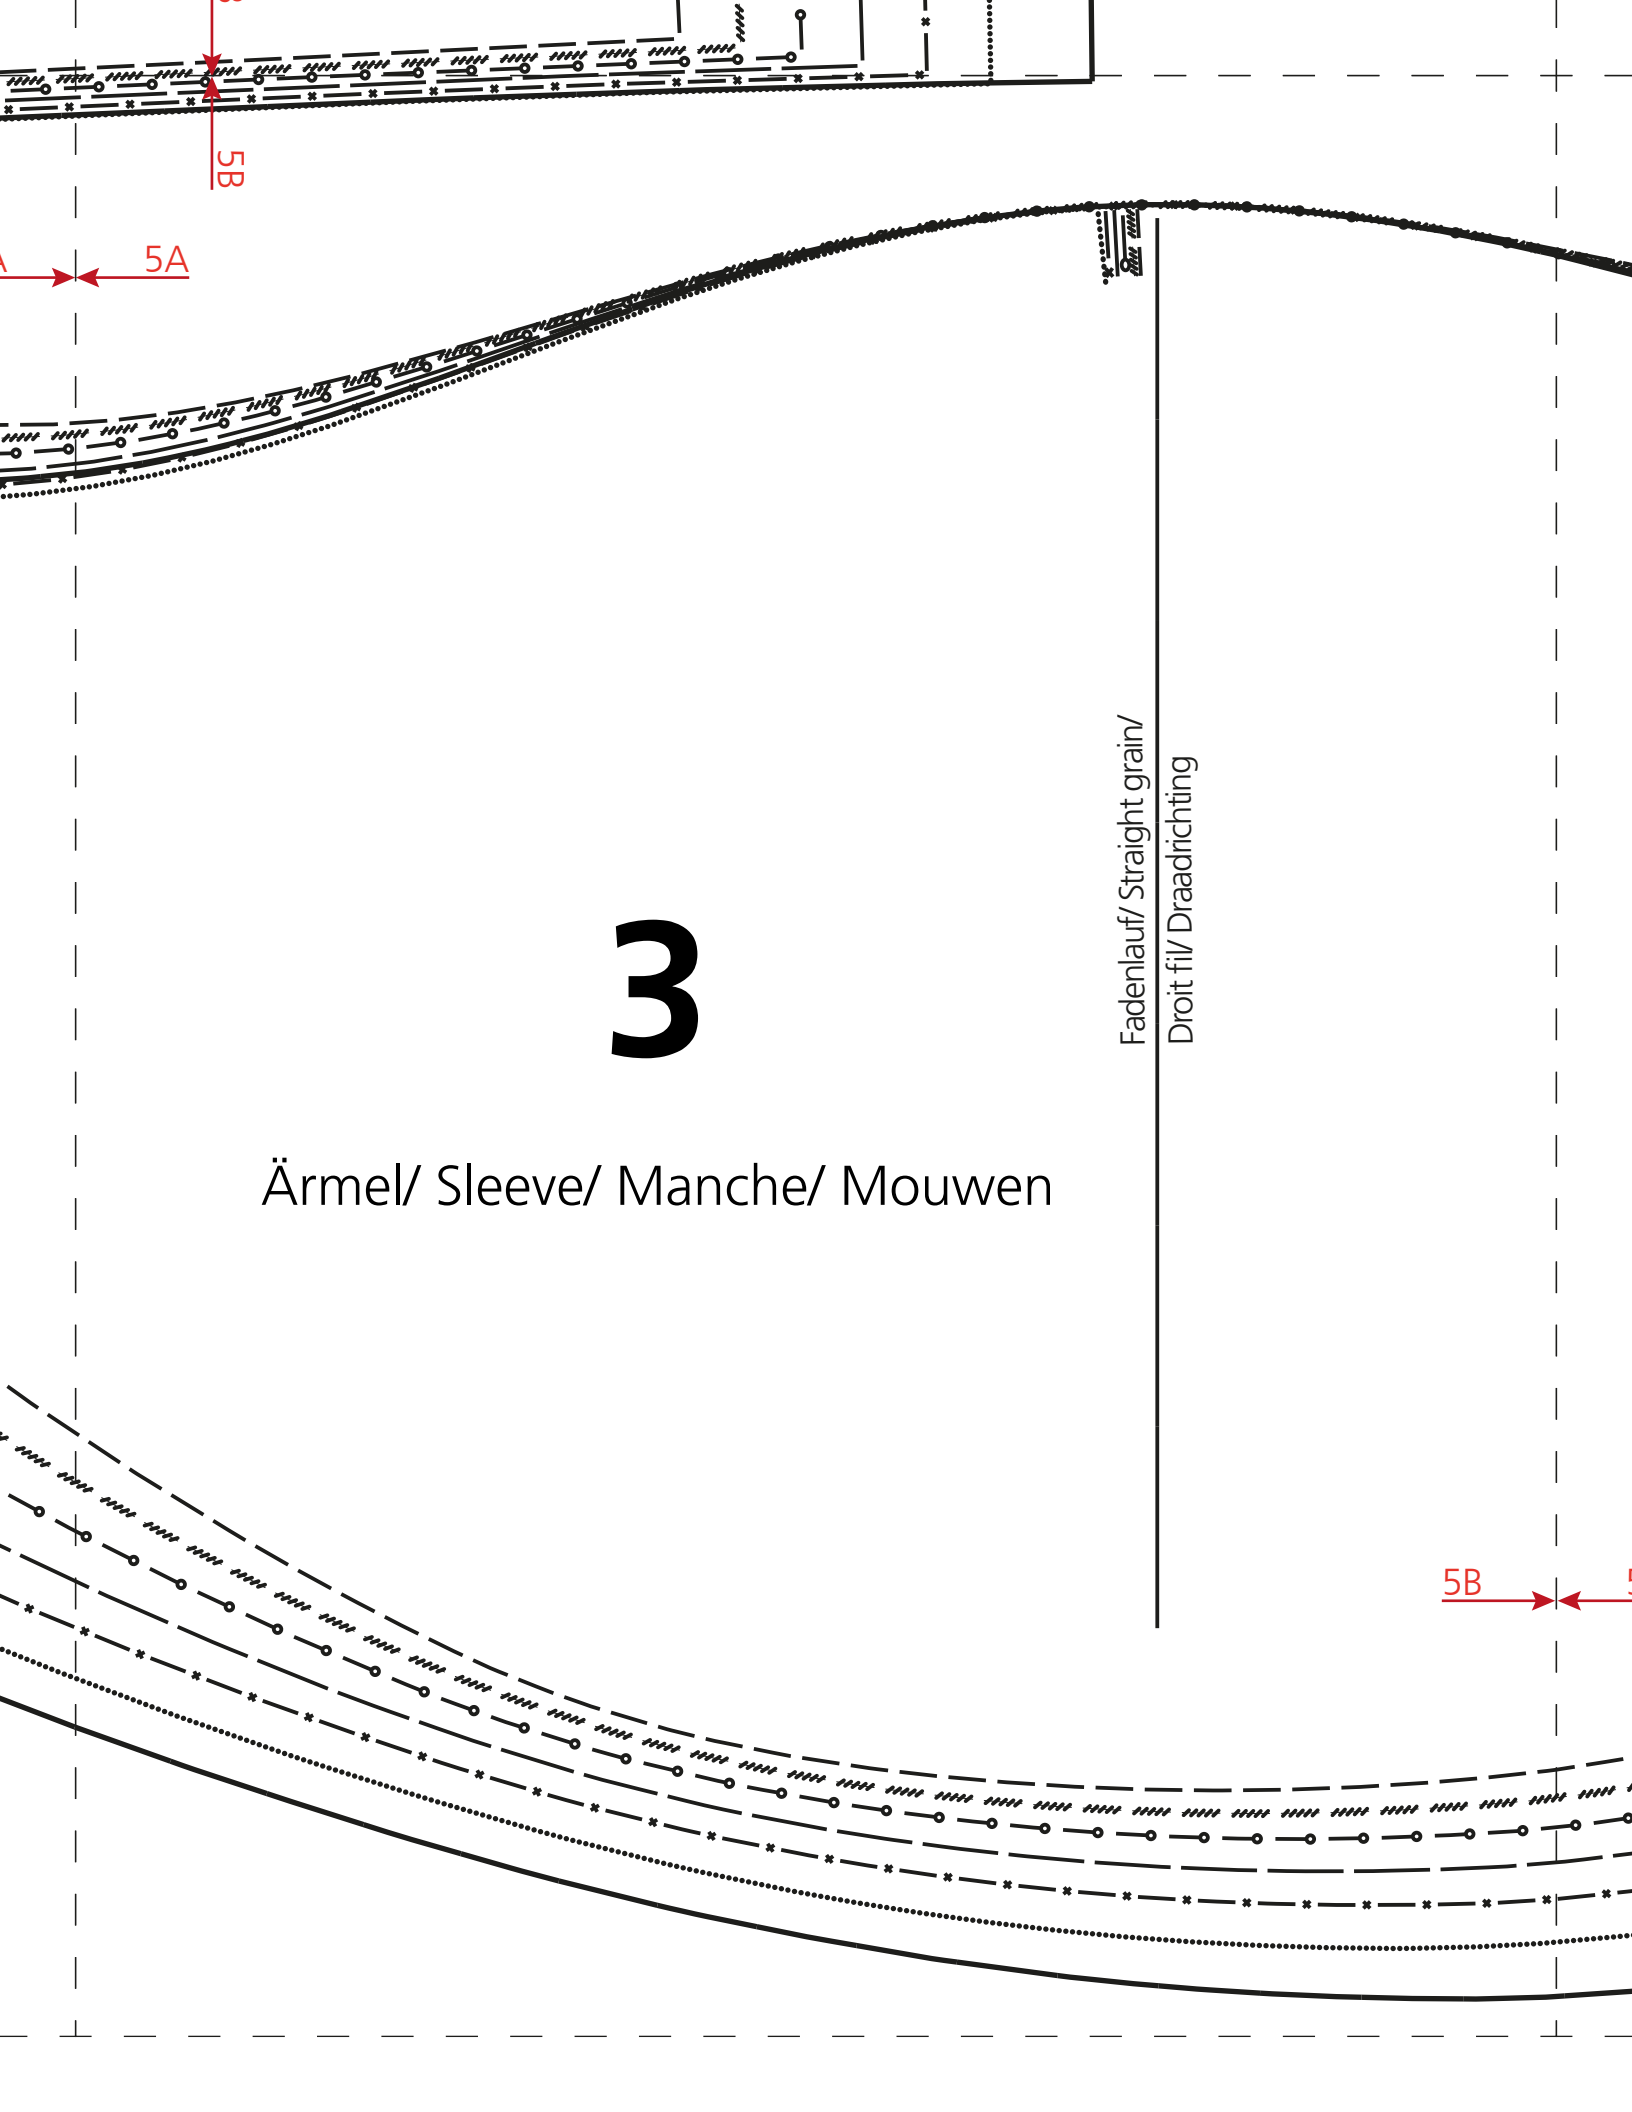 5B
5A
Fadenlauf/ Straight grain/
Droit fil/ Draadrichting
3
Ärmel/ Sleeve/ Manche/ Mouwen
5B